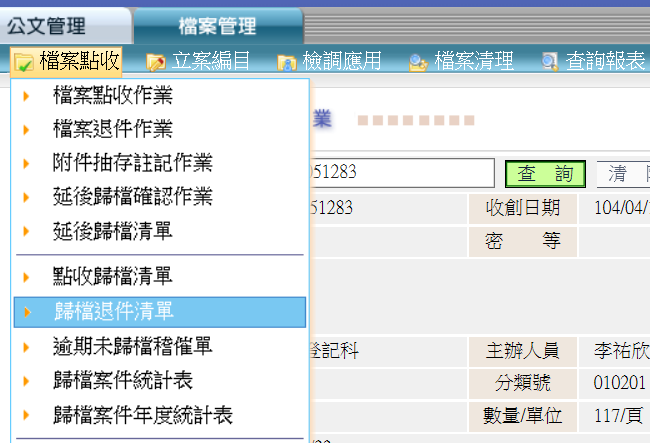 公文管理 檔案管理
檔案點收 立案編目 檢調應用 檔案清理 查詢報表
檔案點收作業
檔案退件作業
附件抽存註記作業
延後歸檔確認作業
延後歸檔清單
點收歸檔清單
歸檔退件清單
逾期未歸檔稽催單
歸檔案件統計表
歸檔案件年度統計表
業
051283 查 詢 清
51283 收創日期 104/04/
密 等
登記科 主辦人員 李祐欣
分類號 010201
數量/單位 117/頁